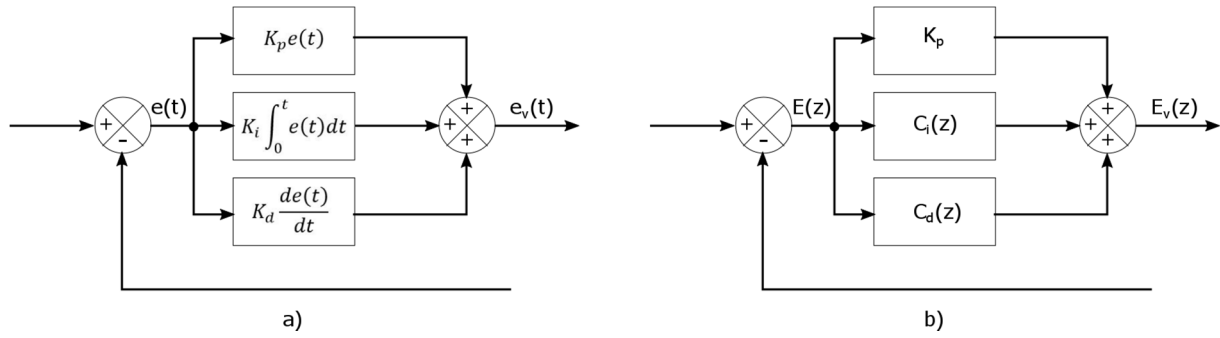 K_p e(t)
e(t)
+
-
K_i ∫_0^t e(t)dt
+
+
+
e_v(t)
K_d de(t)/dt
a)
K_p
E(z)
+
-
C_i(z)
+
+
+
E_v(z)
C_d(z)
b)